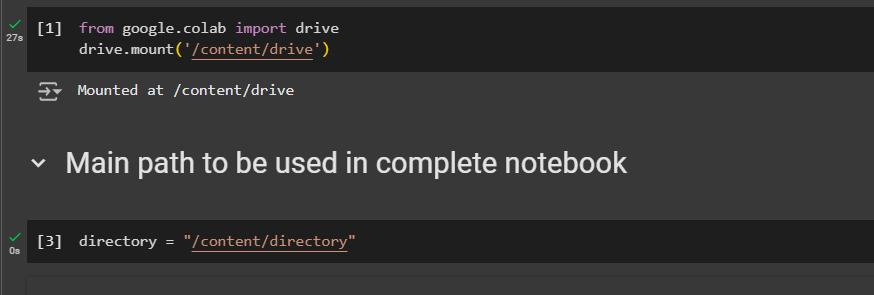 [1] from google.colab import drive
drive.mount('/content/drive')
27s
Mounted at /content/drive
Main path to be used in complete notebook
[3] directory = "/content/directory"
0s